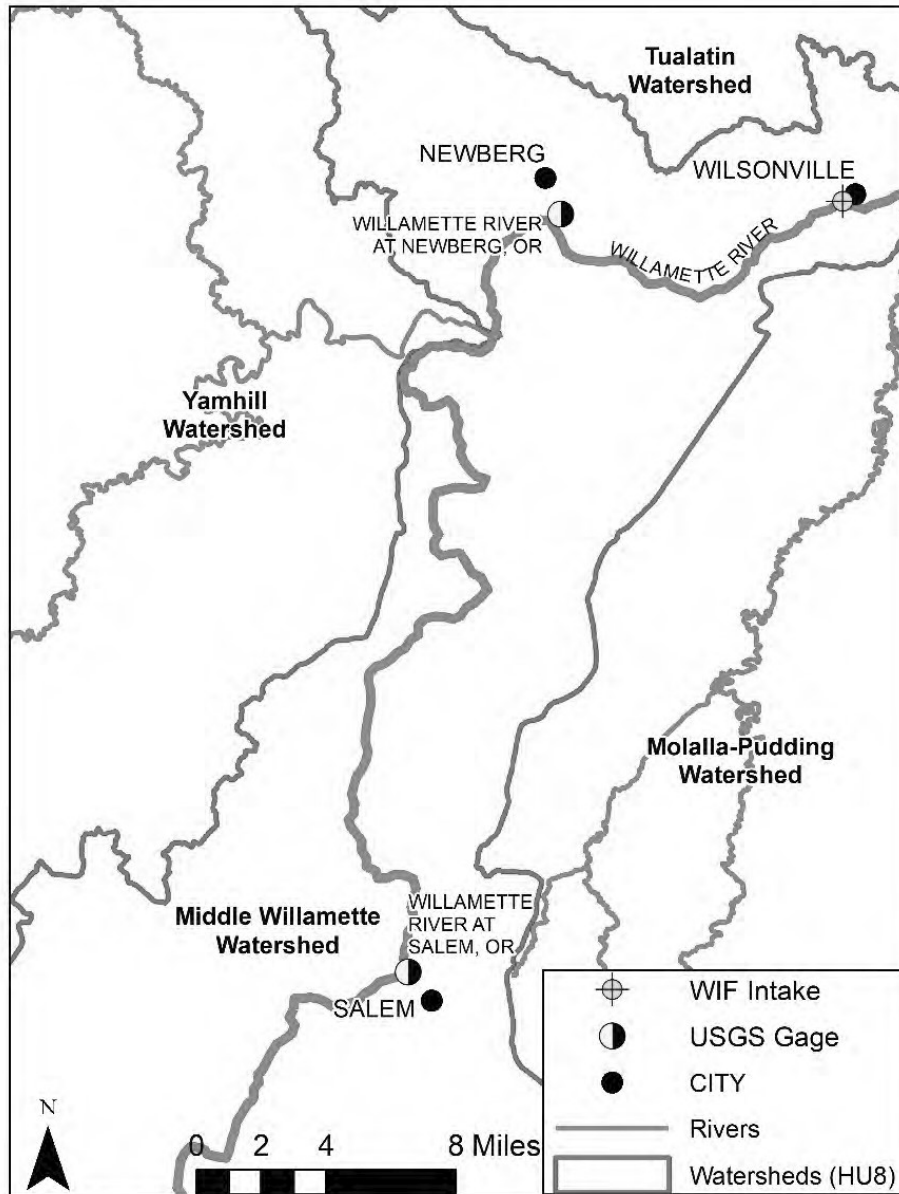 Tualatin
Watershed
NEWBERG
WILSONVILLE
WILLAMETTE RIVER
AT NEWBERG, OR
WILLAMETTE RIVER
Yamhill
Watershed
Molalla-Pudding
Watershed
Middle Willamette
Watershed
WILLAMETTE
RIVER AT
SALEM, OR
SALEM
N
0 2 4 8 Miles
WIF Intake
USGS Gage
CITY
Rivers
Watersheds (HU8)